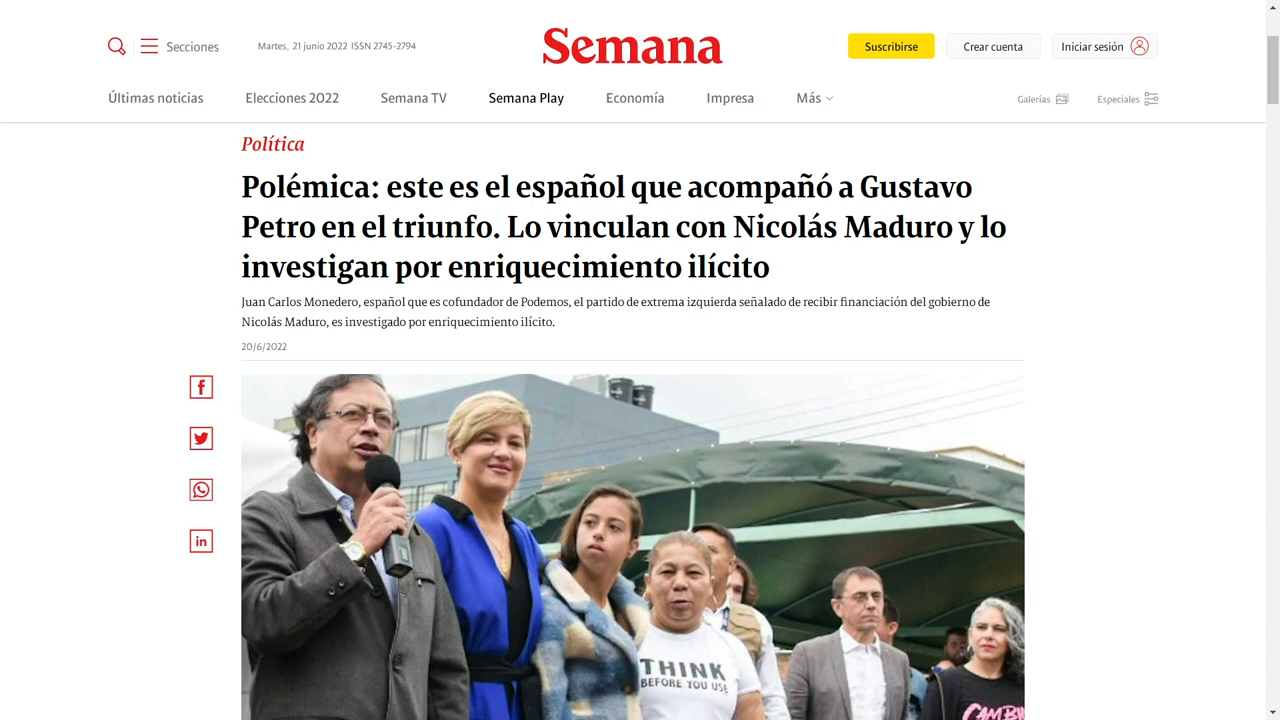 Secciones
Martes, 21 junio 2022 ISSN 2745-2794
Semana
Suscribirse
Crear cuenta
Iniciar sesión
Últimas noticias
Elecciones 2022
Semana TV
Semana Play
Economía
Impresa
Más
Galerías
Especiales
Política
Polémica: este es el español que acompañó a Gustavo
Petro en el triunfo. Lo vinculan con Nicolás Maduro y lo
investigan por enriquecimiento ilícito
Juan Carlos Monedero, español que es cofundador de Podemos, el partido de extrema izquierda señalado de recibir financiación del gobierno de
Nicolás Maduro, es investigado por enriquecimiento ilícito.
20/6/2022
THINK
BEFORE YOU USE
CAMBI